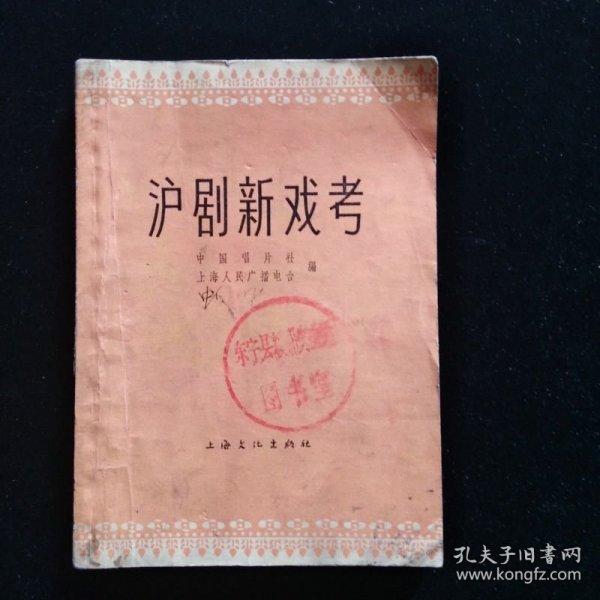 沪剧新戏考
中国唱片社
上海人民广播电台
编
图书室
上海文化出版社
孔夫子旧书网
www.kongfz.com